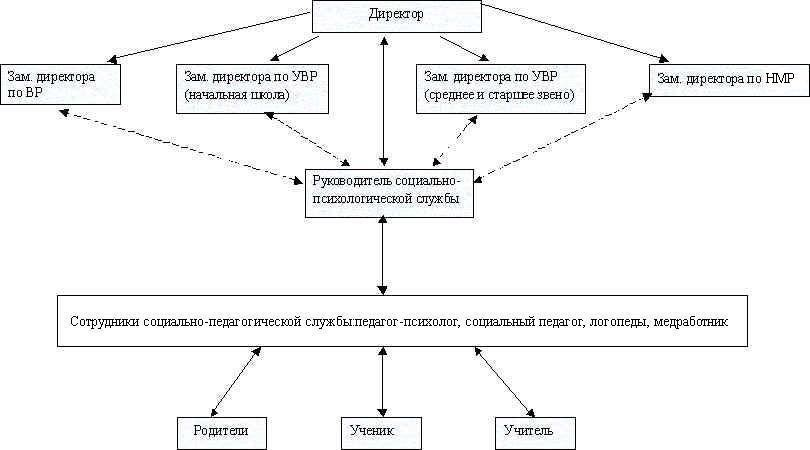 Директор
Зам. директора
по ВР
Зам. директора по УВР
(начальная школа)
Зам. директора по УВР
(среднее и старшее звено)
Зам. директора по НМР
Руководитель социально-
психологической службы
Сотрудники социально-педагогической службы:педагог-психолог, социальный педагог, логопеды, медработник
Родители
Ученик
Учитель